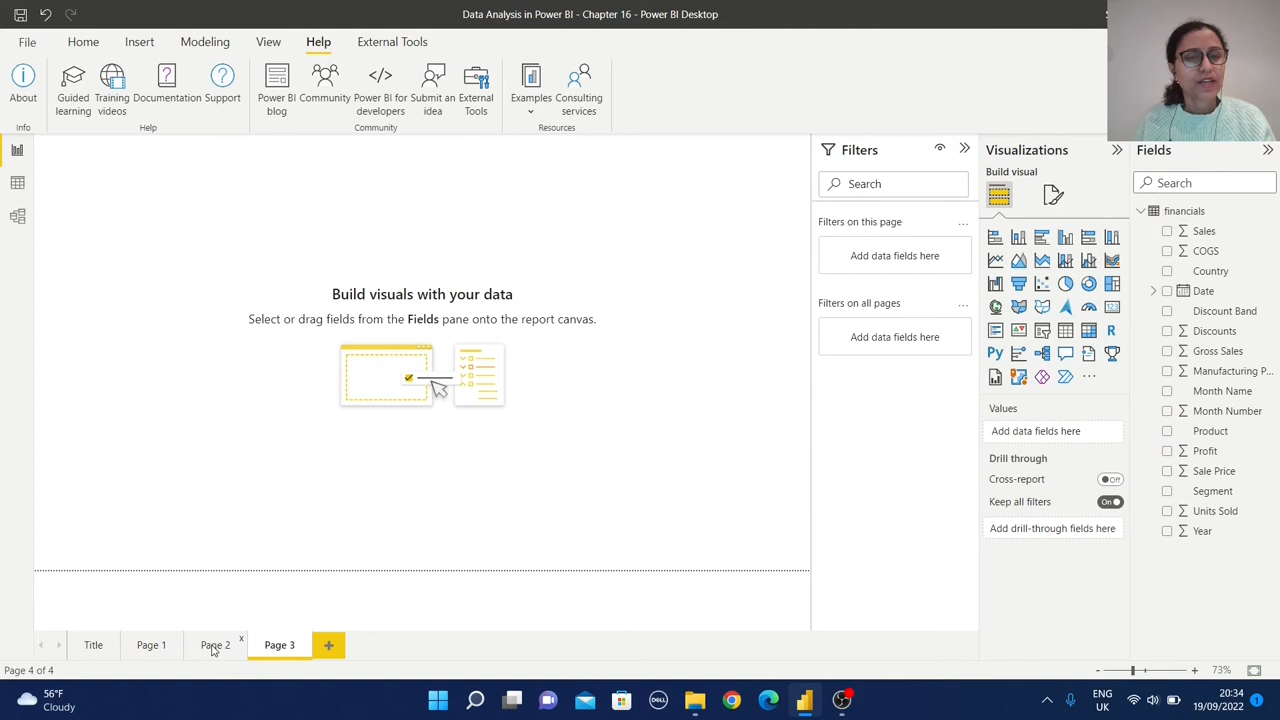 Data Analysis in Power BI - Chapter 16 - Power BI Desktop
File Home Insert Modeling View Help External Tools
About Guided learning Training videos Documentation Support Power BI blog Community Power BI for developers Submit an idea External Tools Examples Consulting services
Info Help Community Resources
Filters
Search
Filters on this page ...
Add data fields here
Filters on all pages ...
Add data fields here
Build visuals with your data
Select or drag fields from the Fields pane onto the report canvas.
Visualizations
Build visual
R
Py
123
...
Values
Add data fields here
Drill through
Cross-report Off
Keep all filters On
Add drill-through fields here
Fields
Search
financials
Sales
COGS
Country
Date
Discount Band
Discounts
Gross Sales
Manufacturing P...
Month Name
Month Number
Product
Profit
Sale Price
Segment
Units Sold
Year
Title Page 1 Page 2 x Page 3 +
Page 4 of 4
- + 73%
56°F
Cloudy
DELL
ENG
UK
20:34
19/09/2022
1